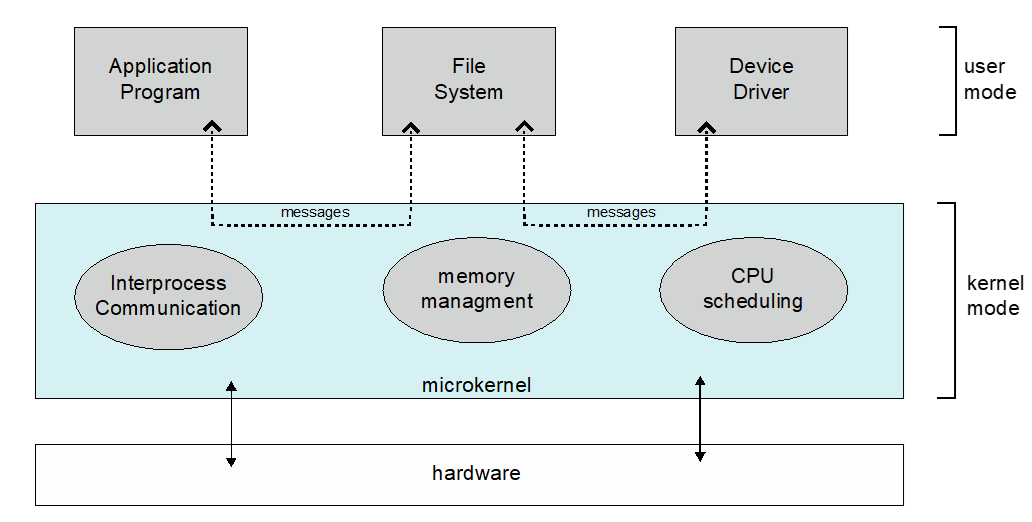 Application
Program
File
System
Device
Driver
user
mode
messages
messages
Interprocess
Communication
memory
managment
CPU
scheduling
kernel
mode
microkernel
hardware